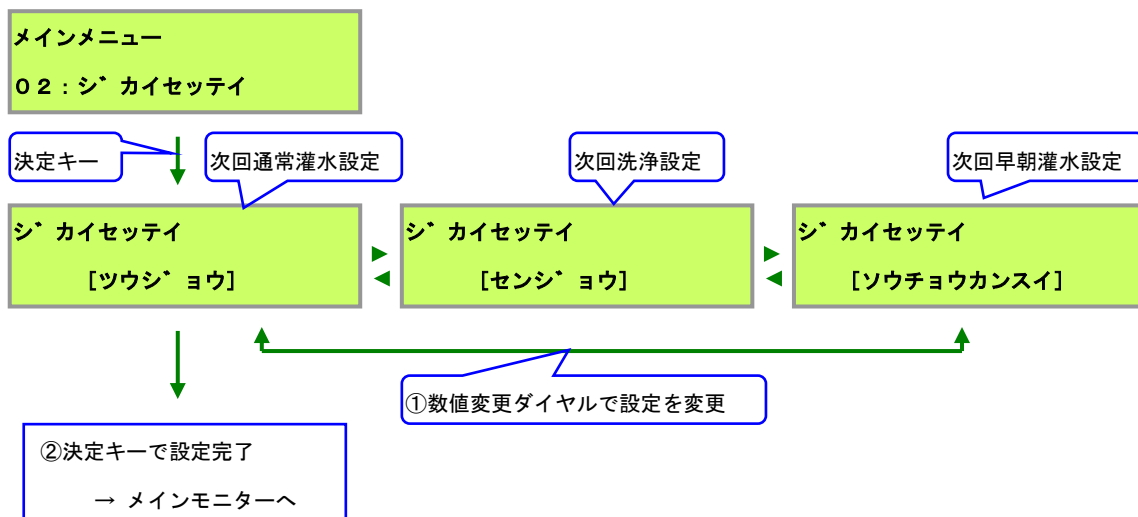 メインメニュー
０２：シ゛カイセッテイ
決定キー
次回通常灌水設定
次回洗浄設定
次回早朝灌水設定
シ゛カイセッテイ
[ツウシ゛ョウ]
シ゛カイセッテイ
[センシ゛ョウ]
シ゛カイセッテイ
[ソウチョウカンスイ]
①数値変更ダイヤルで設定を変更
②決定キーで設定完了
→ メインモニターへ